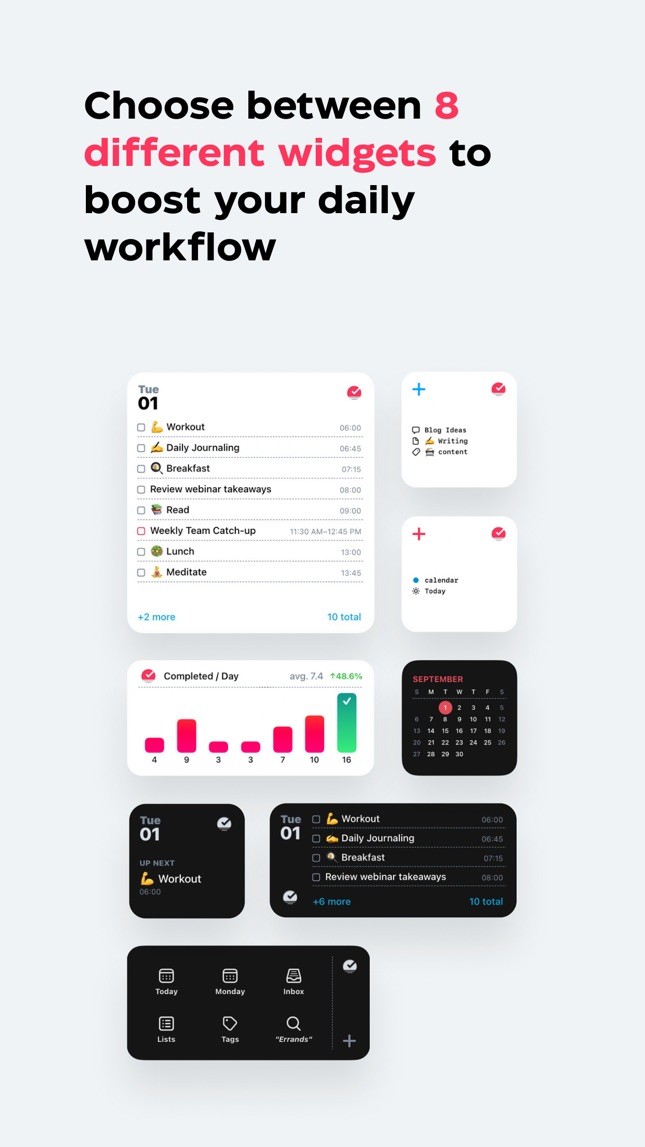 Choose between 8
different widgets to
boost your daily
workflow
Tue
01
💪 Workout 06:00
✍️ Daily Journaling 06:45
🍳 Breakfast 07:15
Review webinar takeaways 08:00
📚 Read 09:00
Weekly Team Catch-up 11:30 AM–12:45 PM
🥗 Lunch 13:00
🧘 Meditate 13:45
+2 more 10 total
+
Blog Ideas
✍️ Writing
content
+
calendar
Today
Completed / Day avg. 7.4 ↑48.6%
4 9 3 3 7 10 16
SEPTEMBER
S M T W T F S
1 2 3 4 5
6 7 8 9 10 11 12
13 14 15 16 17 18 19
20 21 22 23 24 25 26
27 28 29 30
Tue
01
UP NEXT
💪 Workout
06:00
Tue
01
💪 Workout 06:00
✍️ Daily Journaling 06:45
🍳 Breakfast 07:15
Review webinar takeaways 08:00
+6 more 10 total
Today Monday Inbox
Lists Tags "Errands"
+